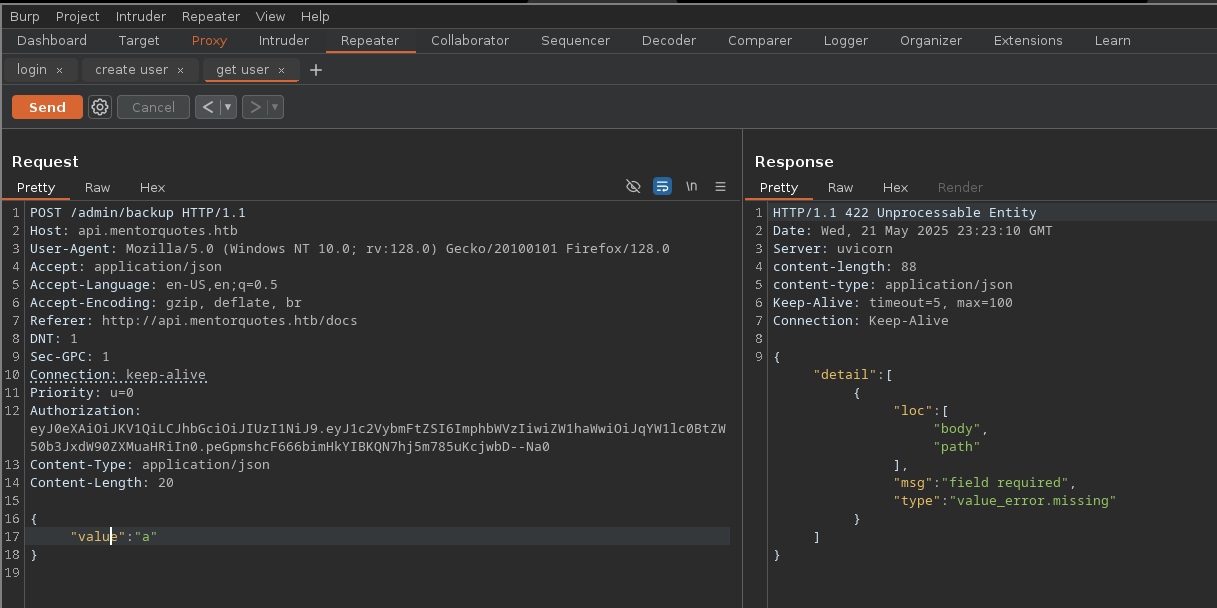 Burp Project Intruder Repeater View Help
Dashboard Target Proxy Intruder Repeater Collaborator Sequencer Decoder Comparer Logger Organizer Extensions Learn
login × create user × get user × +
Send Cancel < >
Request
Pretty Raw Hex \n
1 POST /admin/backup HTTP/1.1
2 Host: api.mentorquotes.htb
3 User-Agent: Mozilla/5.0 (Windows NT 10.0; rv:128.0) Gecko/20100101 Firefox/128.0
4 Accept: application/json
5 Accept-Language: en-US,en;q=0.5
6 Accept-Encoding: gzip, deflate, br
7 Referer: http://api.mentorquotes.htb/docs
8 DNT: 1
9 Sec-GPC: 1
10 Connection: keep-alive
11 Priority: u=0
12 Authorization:
eyJ0eXAiOiJKV1QiLCJhbGciOiJIUzI1NiJ9.eyJ1c2VybmFtZSI6ImphbWVzIiwiZW1haWwiOiJqYW1lc0BtZW
50b3JxdW90ZXMuaHRiIn0.peGpmshcF666bimHkYIBKQN7hj5m785uKcjwbD--Na0
13 Content-Type: application/json
14 Content-Length: 20
15
16 {
17 "value":"a"
18 }
19
Response
Pretty Raw Hex Render
1 HTTP/1.1 422 Unprocessable Entity
2 Date: Wed, 21 May 2025 23:23:10 GMT
3 Server: uvicorn
4 content-length: 88
5 content-type: application/json
6 Keep-Alive: timeout=5, max=100
7 Connection: Keep-Alive
8
9 {
"detail":[
{
"loc":[
"body",
"path"
],
"msg":"field required",
"type":"value_error.missing"
}
]
}